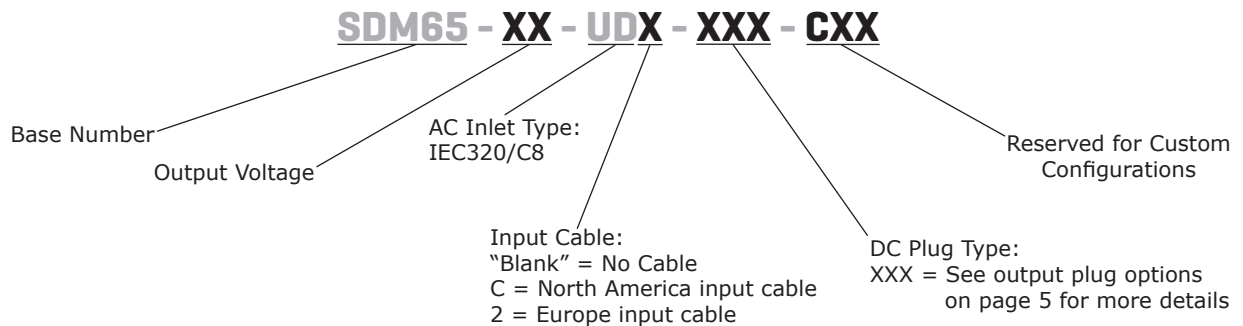 SDM65 - XX - UDX - XXX - CXX
Base Number
Output Voltage
AC Inlet Type:
IEC320/C8
Input Cable:
“Blank” = No Cable
C = North America input cable
2 = Europe input cable
DC Plug Type:
XXX = See output plug options
on page 5 for more details
Reserved for Custom
Configurations